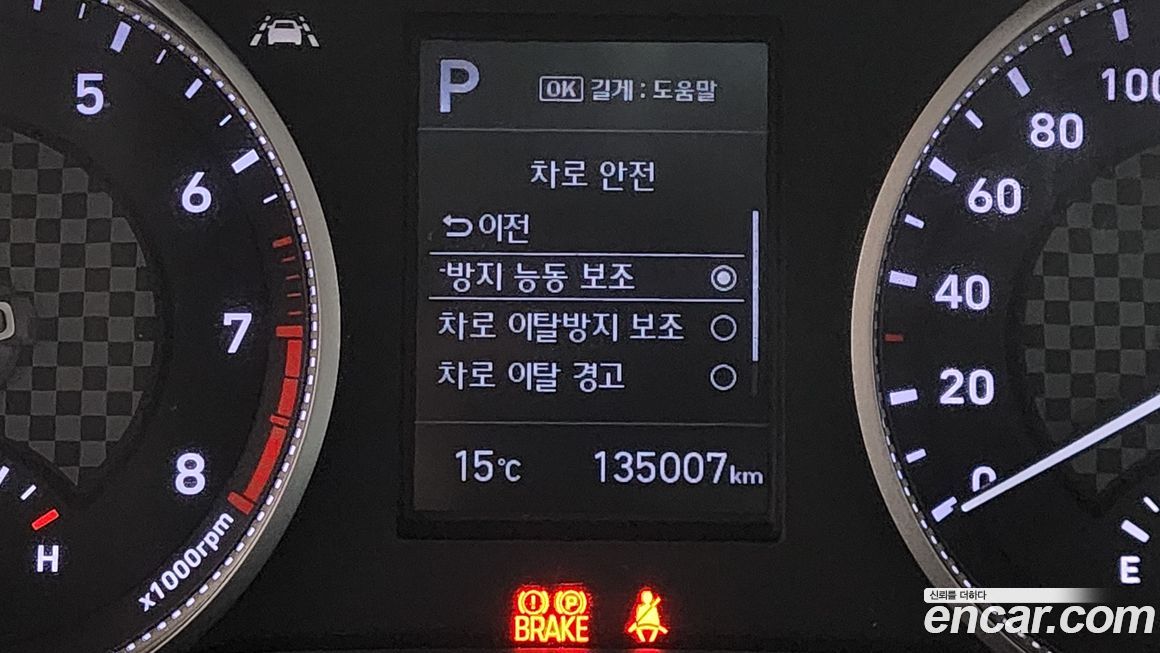 5
6
7
8
x1000rpm
H
P
OK 길게 : 도움말
차로 안전
이전
-방지 능동 보조
차로 이탈방지 보조
차로 이탈 경고
15℃ 135007km
BRAKE
P
100
80
60
40
20
0
E
신뢰를 더하다
encar.com